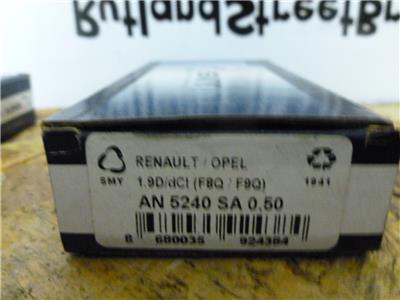 RutlandStreetBr
RENAULT / OPEL
1.9D/dCI (F8Q / F9Q)
SMY
1941
AN 5240 SA 0,50
8 680035 924384